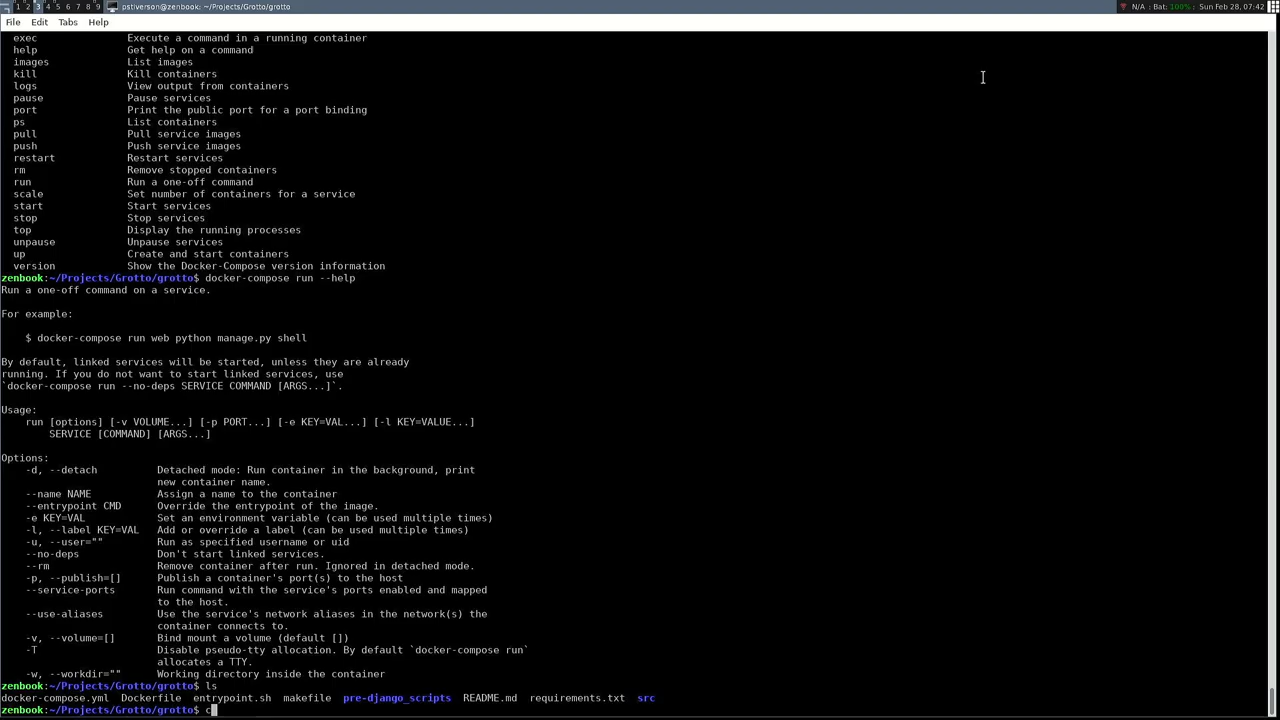 1 2 3 4 5 6 7 8 9 pstiverson@zenbook: ~/Projects/Grotto/grotto N/A : Bat: 100% : Sun Feb 28, 07:42
File Edit Tabs Help
exec Execute a command in a running container
help Get help on a command
images List images
kill Kill containers
logs View output from containers
pause Pause services
port Print the public port for a port binding
ps List containers
pull Pull service images
push Push service images
restart Restart services
rm Remove stopped containers
run Run a one-off command
scale Set number of containers for a service
start Start services
stop Stop services
top Display the running processes
unpause Unpause services
up Create and start containers
version Show the Docker-Compose version information
zenbook:~/Projects/Grotto/grotto$ docker-compose run --help
Run a one-off command on a service.
For example:
$ docker-compose run web python manage.py shell
By default, linked services will be started, unless they are already
running. If you do not want to start linked services, use
`docker-compose run --no-deps SERVICE COMMAND [ARGS...]`.
Usage:
run [options] [-v VOLUME...] [-p PORT...] [-e KEY=VAL...] [-l KEY=VALUE...]
SERVICE [COMMAND] [ARGS...]
Options:
-d, --detach Detached mode: Run container in the background, print
new container name.
--name NAME Assign a name to the container
--entrypoint CMD Override the entrypoint of the image.
-e KEY=VAL Set an environment variable (can be used multiple times)
-l, --label KEY=VAL Add or override a label (can be used multiple times)
-u, --user="" Run as specified username or uid
--no-deps Don't start linked services.
--rm Remove container after run. Ignored in detached mode.
-p, --publish=[] Publish a container's port(s) to the host
--service-ports Run command with the service's ports enabled and mapped
to the host.
--use-aliases Use the service's network aliases in the network(s) the
container connects to.
-v, --volume=[] Bind mount a volume (default [])
-T Disable pseudo-tty allocation. By default `docker-compose run`
allocates a TTY.
-w, --workdir="" Working directory inside the container
zenbook:~/Projects/Grotto/grotto$ ls
docker-compose.yml Dockerfile entrypoint.sh makefile pre-django_scripts README.md requirements.txt src
zenbook:~/Projects/Grotto/grotto$ c